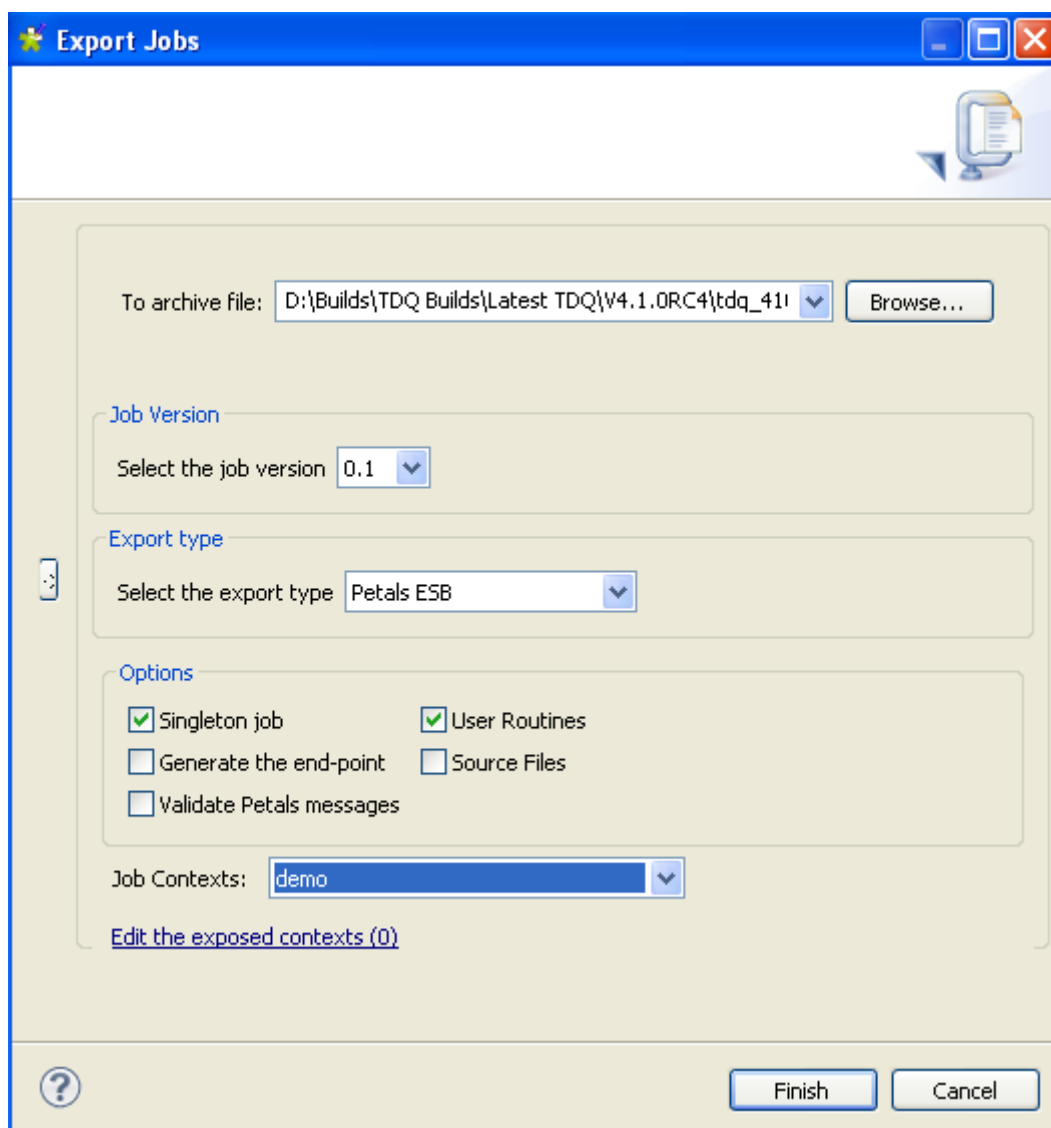 Export Jobs
To archive file: D:\Builds\TDQ Builds\Latest TDQ\V4.1.0RC4\tdq_41 Browse...
Job Version
Select the job version 0.1
Export type
Select the export type Petals ESB
Options
Singleton job User Routines
Generate the end-point Source Files
Validate Petals messages
Job Contexts: demo
Edit the exposed contexts (0)
Finish Cancel